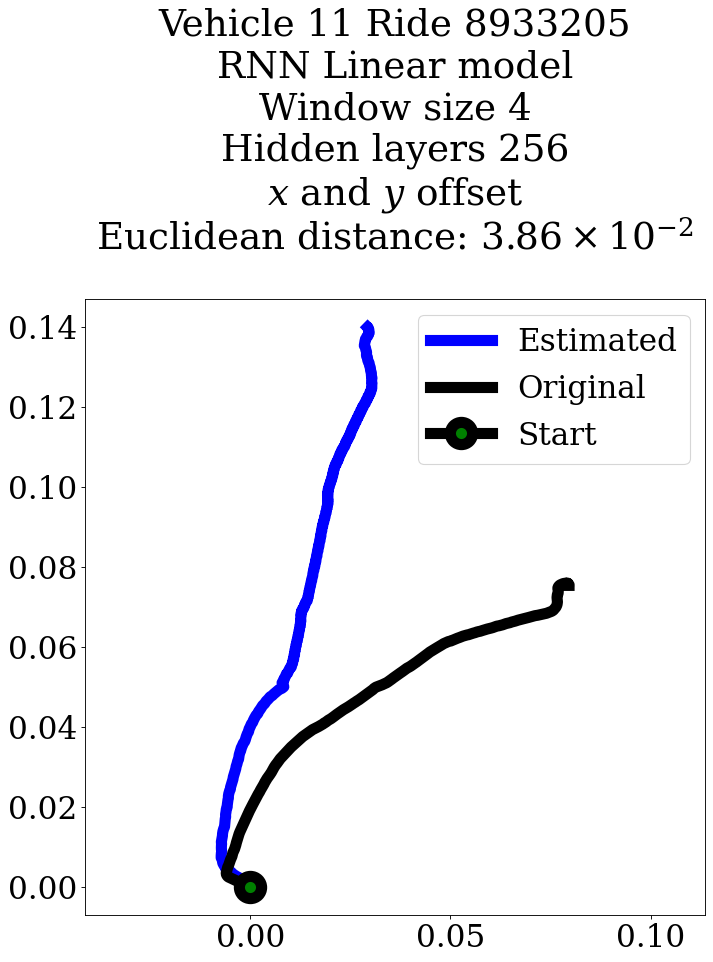 Vehicle 11 Ride 8933205
RNN Linear model
Window size 4
Hidden layers 256
x and y offset
Euclidean distance: 3.86 × 10⁻²
Estimated
Original
Start
0.14
0.12
0.10
0.08
0.06
0.04
0.02
0.00
0.00 0.05 0.10